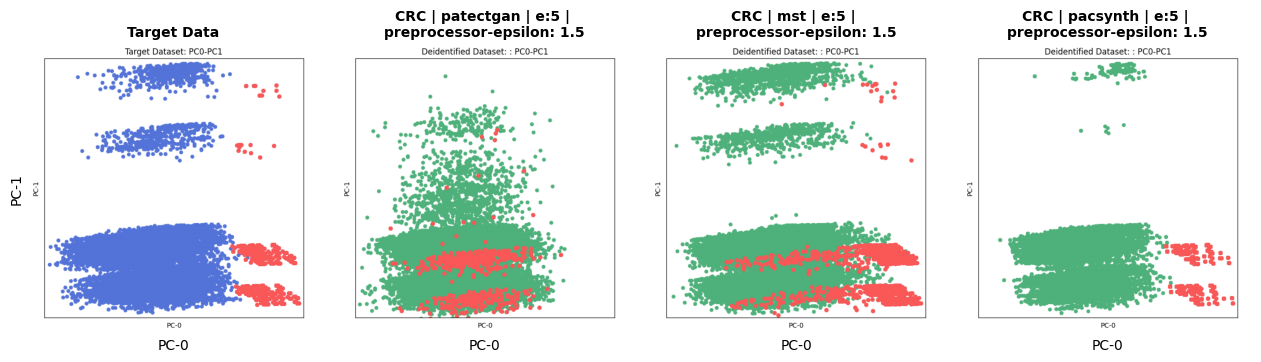 Target Data
Target Dataset: PC0-PC1
PC-1
PC-1
PC-0
PC-0
CRC | patectgan | e:5 |
preprocessor-epsilon: 1.5
Deidentified Dataset: : PC0-PC1
PC-1
PC-0
PC-0
CRC | mst | e:5 |
preprocessor-epsilon: 1.5
Deidentified Dataset: : PC0-PC1
PC-1
PC-0
PC-0
CRC | pacsynth | e:5 |
preprocessor-epsilon: 1.5
Deidentified Dataset: : PC0-PC1
PC-1
PC-0
PC-0